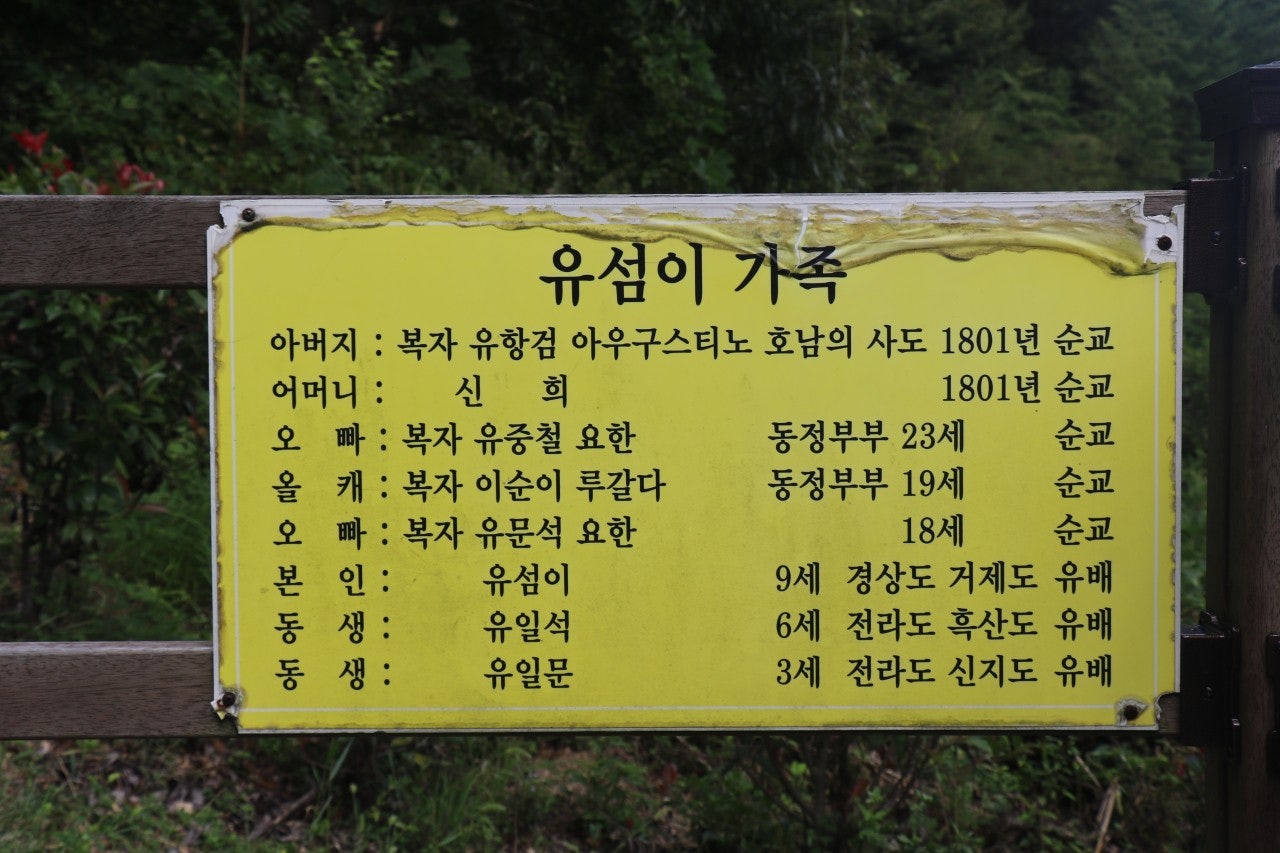 유섬이 가족
아버지 : 복자 유항검 아우구스티노 호남의 사도 1801년 순교
어머니 : 신 희 1801년 순교
오 빠 : 복자 유중철 요한 동정부부 23세 순교
올 캐 : 복자 이순이 루갈다 동정부부 19세 순교
오 빠 : 복자 유문석 요한 18세 순교
본 인 : 유섬이 9세 경상도 거제도 유배
동 생 : 유일석 6세 전라도 흑산도 유배
동 생 : 유일문 3세 전라도 신지도 유배